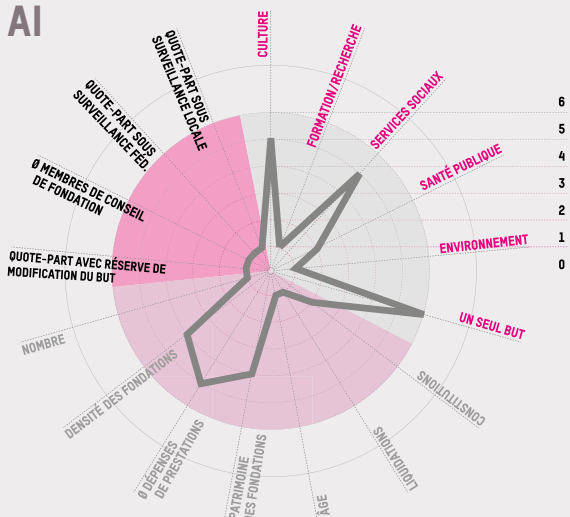 AI
CULTURE
FORMATION/RECHERCHE
SERVICES SOCIAUX
SANTÉ PUBLIQUE
ENVIRONNEMENT
UN SEUL BUT
CONSTITUTIONS
LIQUIDATIONS
ÂGE
PATRIMOINE
DES FONDATIONS
Ø DÉPENSES
DE PRESTATIONS
DENSITÉ DES FONDATIONS
NOMBRE
QUOTE-PART AVEC RÉSERVE DE
MODIFICATION DU BUT
Ø MEMBRES DE CONSEIL
DE FONDATION
QUOTE-PART SOUS
SURVEILLANCE FÉD.
QUOTE-PART SOUS
SURVEILLANCE LOCALE
6
5
4
3
2
1
0